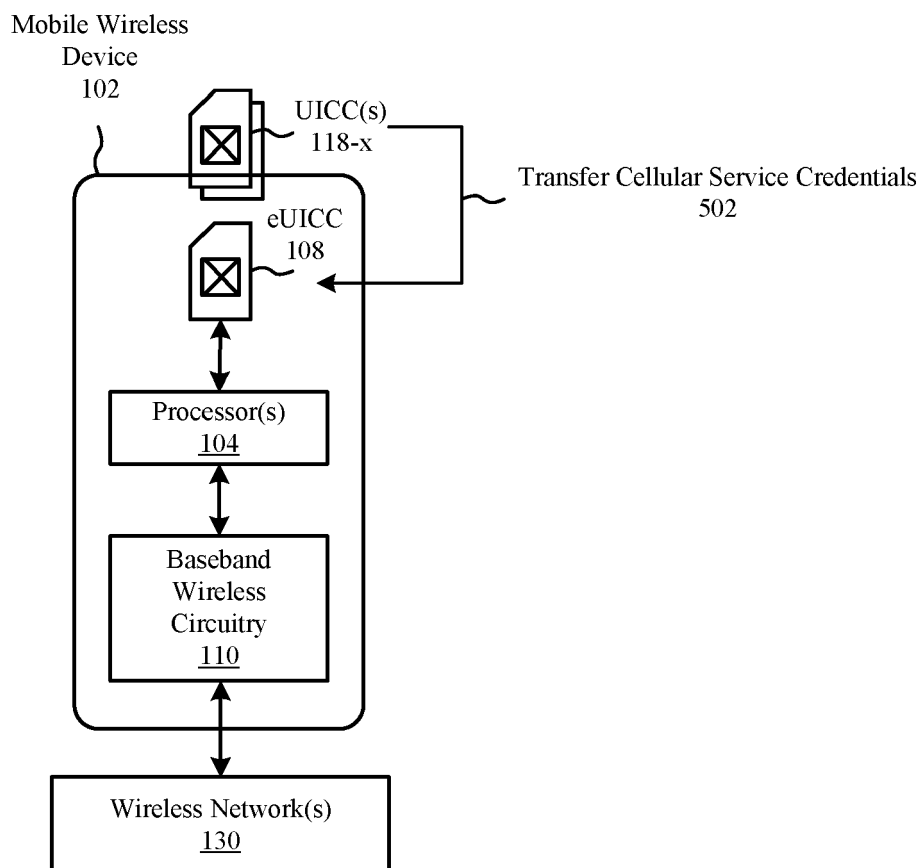 Mobile Wireless
Device
102
UICC(s)
118-x
Transfer Cellular Service Credentials
502
eUICC
108
Processor(s)
104
Baseband
Wireless
Circuitry
110
Wireless Network(s)
130